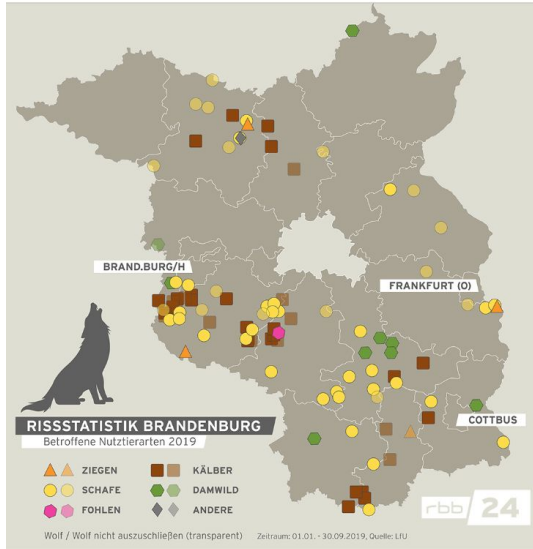 BRAND.BURG/H
FRANKFURT (O)
COTTBUS
RISSSTATISTIK BRANDENBURG
Betroffene Nutztierarten 2019
ZIEGEN
KÄLBER
SCHAFE
DAMWILD
FOHLEN
ANDERE
rbb 24
Wolf / Wolf nicht auszuschließen (transparent) Zeitraum: 01.01. - 30.09.2019, Quelle: LfU